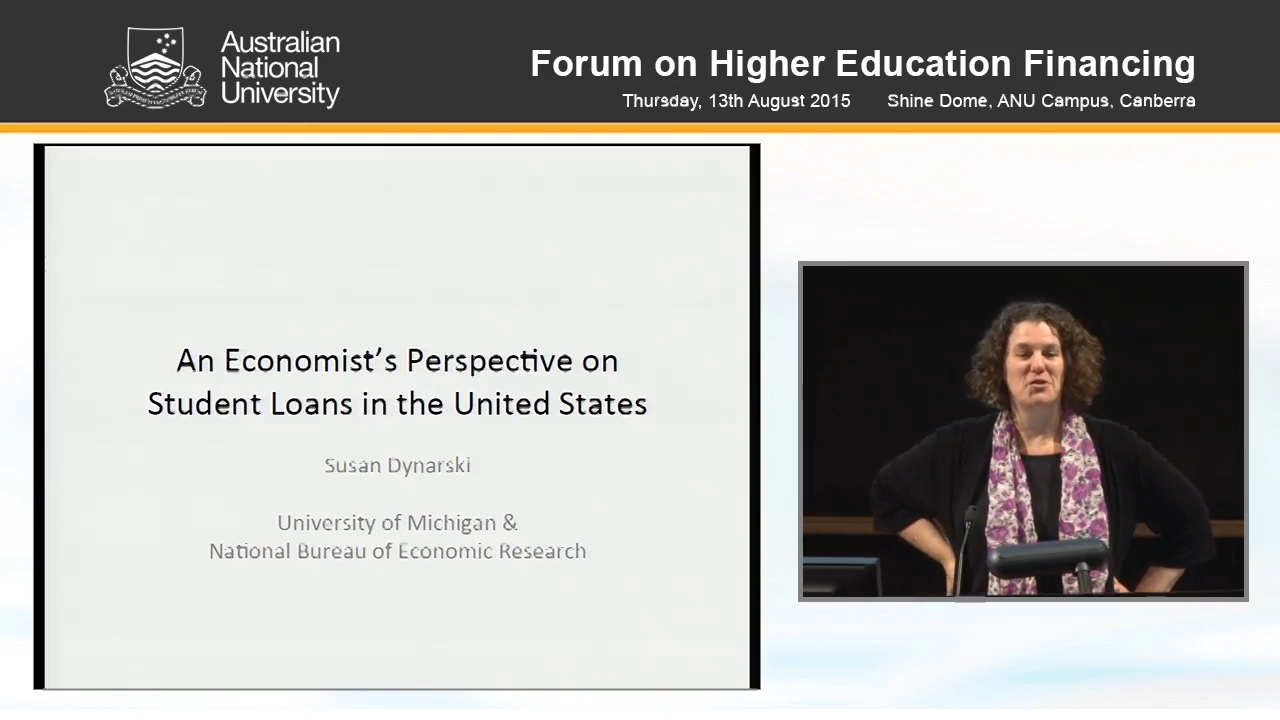 Australian
National
University
Forum on Higher Education Financing
Thursday, 13th August 2015 Shine Dome, ANU Campus, Canberra
An Economist's Perspective on
Student Loans in the United States
Susan Dynarski
University of Michigan &
National Bureau of Economic Research